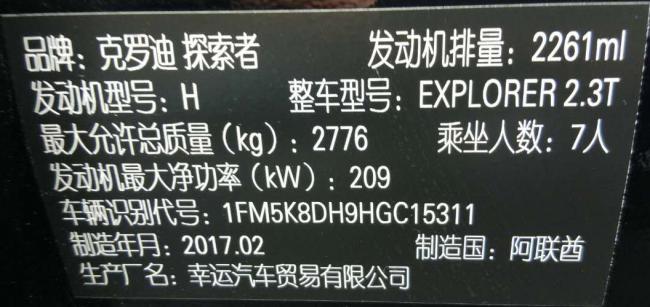 品牌：克罗迪 探索者 发动机排量：2261ml
发动机型号：H 整车型号：EXPLORER 2.3T
最大允许总质量（kg）：2776 乘坐人数：7人
发动机最大净功率（kW）：209
车辆识别代号：1FM5K8DH9HGC15311
制造年月：2017.02 制造国：阿联酋
生产厂名：幸运汽车贸易有限公司